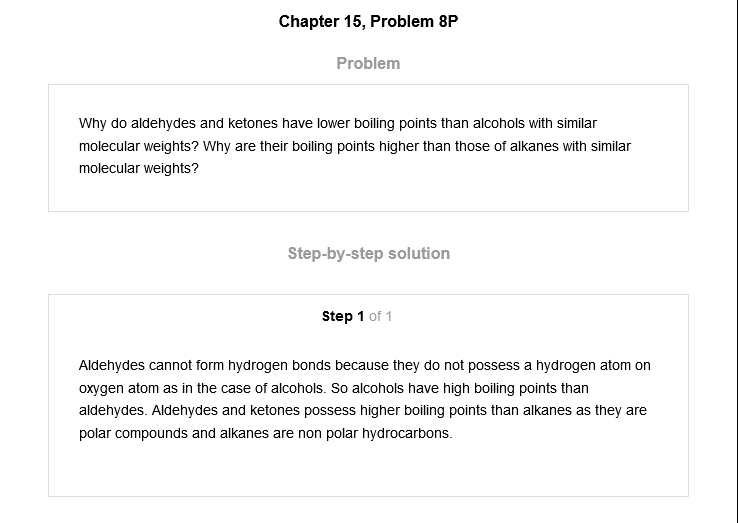 Chapter 15, Problem 8P
Problem
Why do aldehydes and ketones have lower boiling points than alcohols with similar
molecular weights? Why are their boiling points higher than those of alkanes with similar
molecular weights?
Step-by-step solution
Step 1 of 1
Aldehydes cannot form hydrogen bonds because they do not possess a hydrogen atom on
oxygen atom as in the case of alcohols. So alcohols have high boiling points than
aldehydes. Aldehydes and ketones possess higher boiling points than alkanes as they are
polar compounds and alkanes are non polar hydrocarbons.